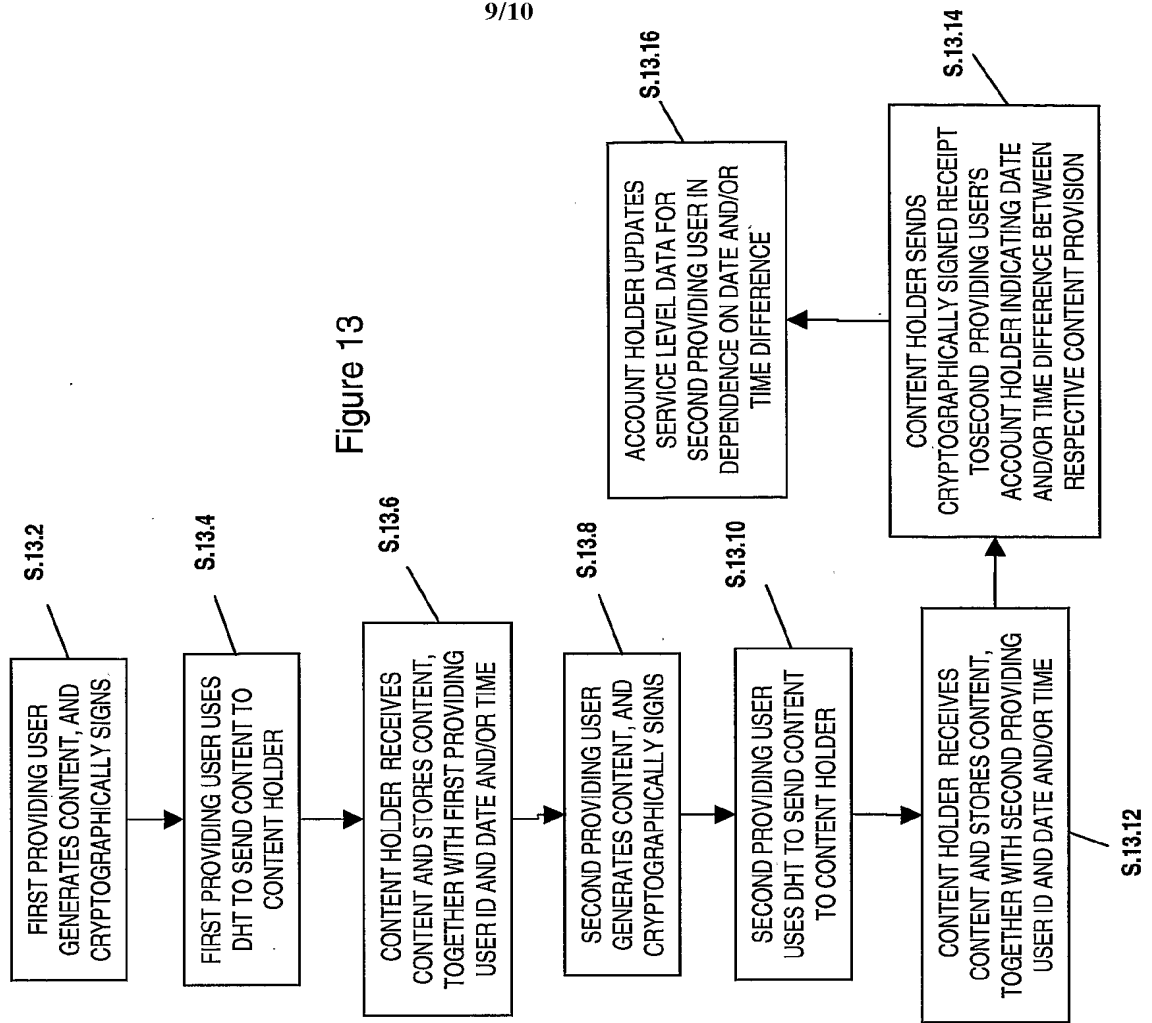 9/10
S.13.2
FIRST PROVIDING USER
GENERATES CONTENT, AND
CRYPTOGRAPHICALLY SIGNS
S.13.4
FIRST PROVIDING USER USES
DHT TO SEND CONTENT TO
CONTENT HOLDER
S.13.6
CONTENT HOLDER RECEIVES
CONTENT AND STORES CONTENT,
TOGETHER WITH FIRST PROVIDING
USER ID AND DATE AND/OR TIME
S.13.8
SECOND PROVIDING USER
GENERATES CONTENT, AND
CRYPTOGRAPHICALLY SIGNS
S.13.10
SECOND PROVIDING USER
USES DHT TO SEND CONTENT
TO CONTENT HOLDER
CONTENT HOLDER RECEIVES
CONTENT AND STORES CONTENT,
TOGETHER WITH SECOND PROVIDING
USER ID AND DATE AND/OR TIME
S.13.12
S.13.14
CONTENT HOLDER SENDS
CRYPTOGRAPHICALLY SIGNED RECEIPT
TOSECOND PROVIDING USER'S
ACCOUNT HOLDER INDICATING DATE
AND/OR TIME DIFFERENCE BETWEEN
RESPECTIVE CONTENT PROVISION
S.13.16
ACCOUNT HOLDER UPDATES
SERVICE LEVEL DATA FOR
SECOND PROVIDING USER IN
DEPENDENCE ON DATE AND/OR
TIME DIFFERENCE
Figure 13